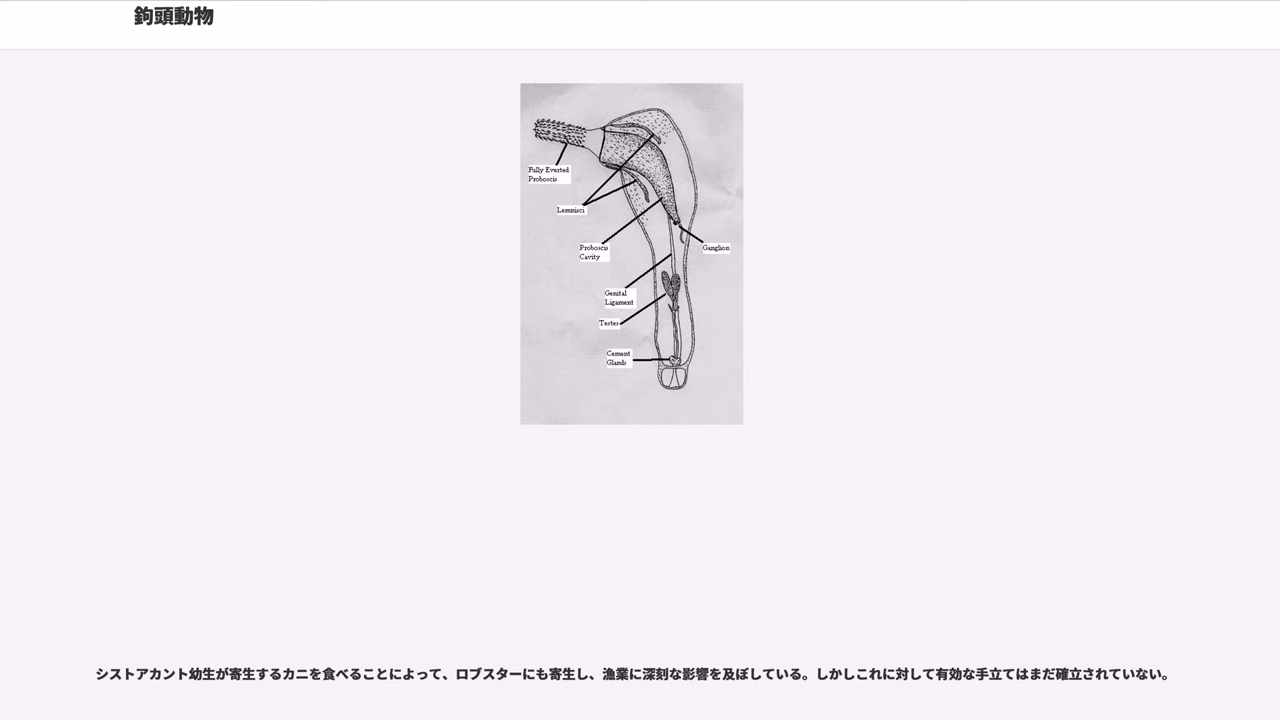 鉤頭動物
Fully Everted
Proboscis
Lemnisci
Proboscis
Cavity
Ganglion
Genital
Ligament
Testes
Cement
Glands
シストアカント幼生が寄生するカニを食べることによって、ロブスターにも寄生し、漁業に深刻な影響を及ぼしている。しかしこれに対して有効な手立てはまだ確立されていない。